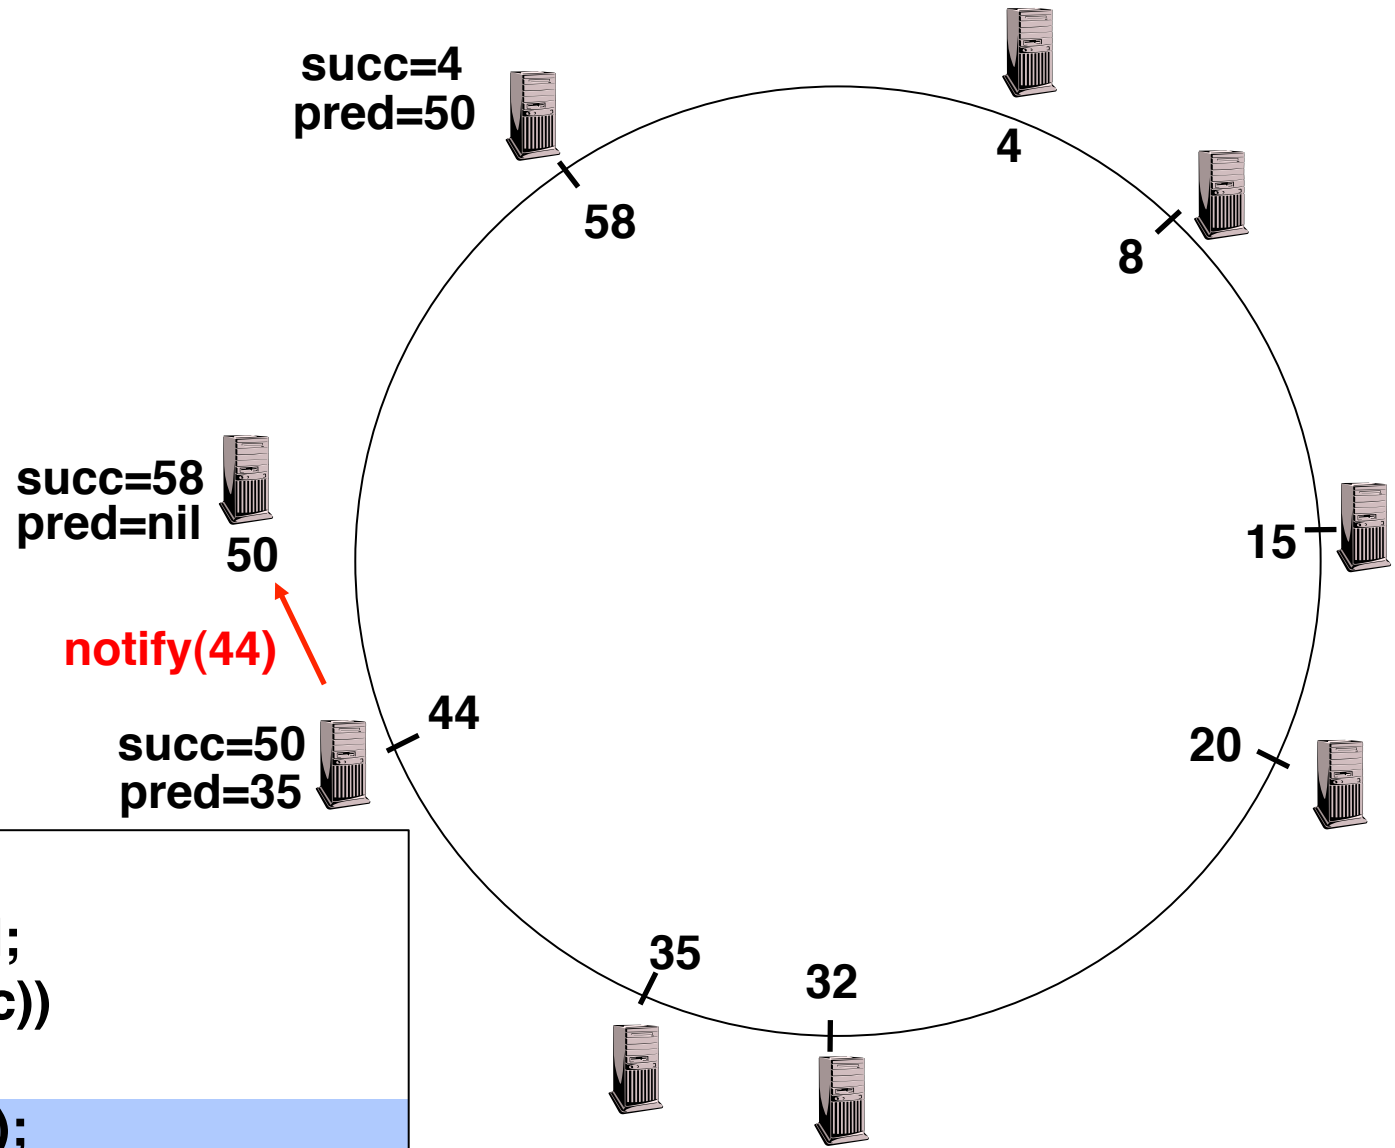 succ=4
pred=50
4
58
8
succ=58
pred=nil
50
15
notify(44)
44
succ=50
pred=35
20
35
32
;
c))
);